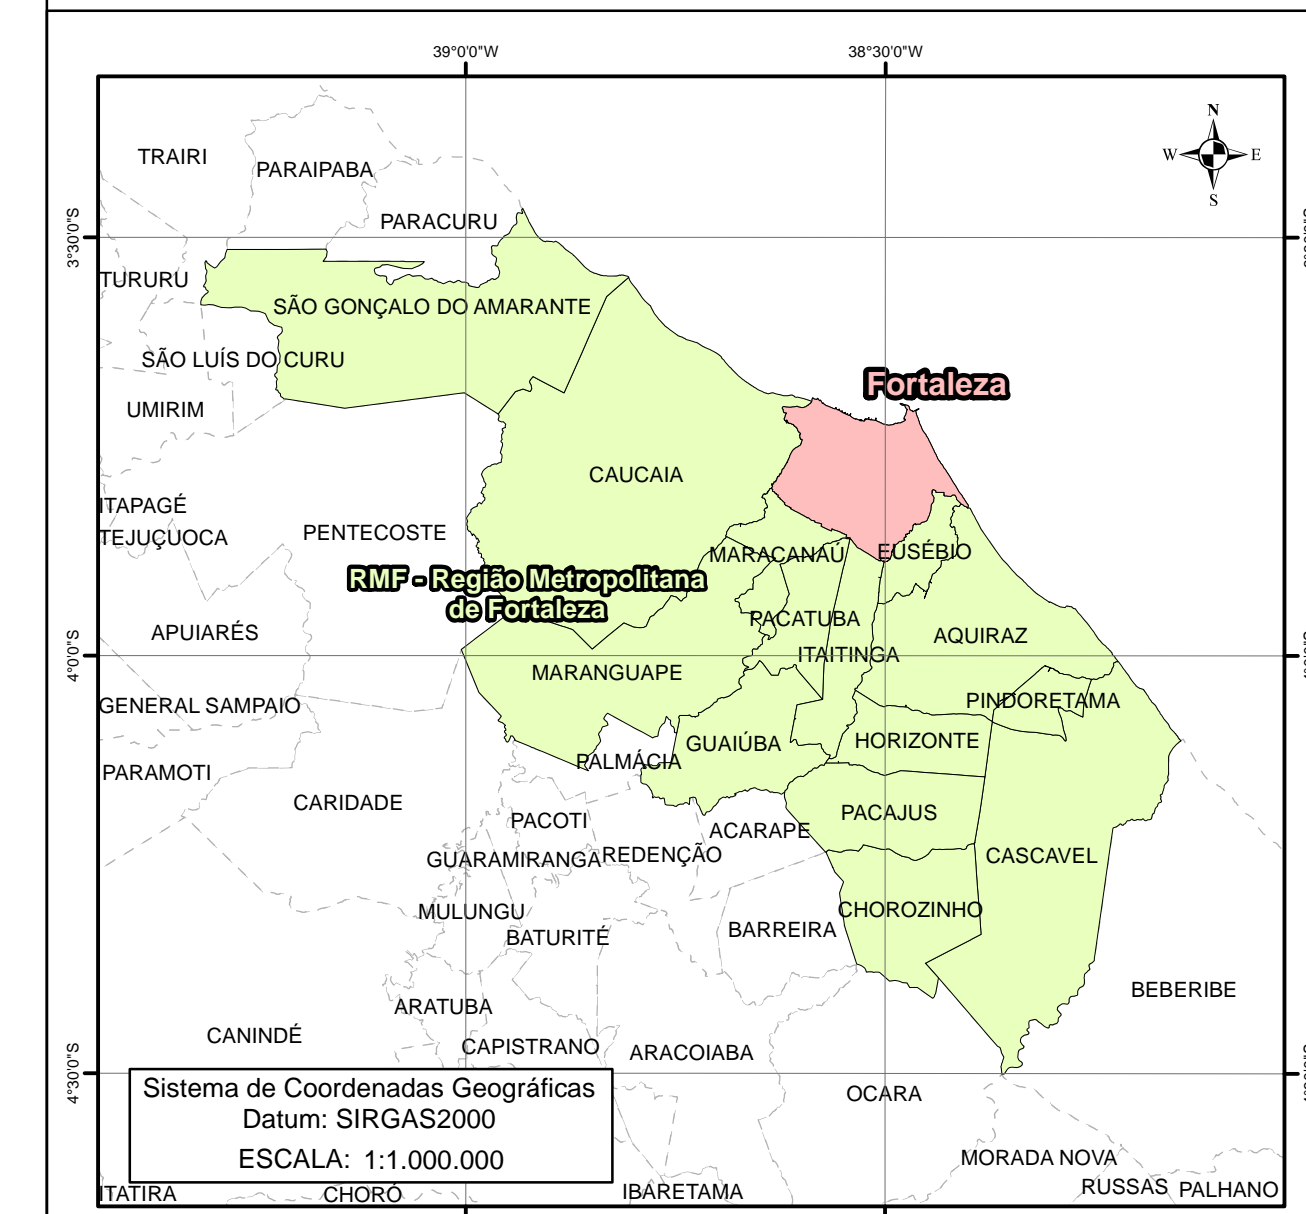 39°0'0"W
38°30'0"W
N
W
E
S
TRAIRI
PARAIPABA
PARACURU
3°30'0"S
TURURU
SÃO GONÇALO DO AMARANTE
SÃO LUÍS DO CURU
UMIRIM
Fortaleza
CAUCAIA
ITAPAGÉ
TEJUÇUOCA
PENTECOSTE
MARACANAÚ
EUSÉBIO
RMF - Região Metropolitana
de Fortaleza
PACATUBA
APUIARÉS
AQUIRAZ
4°0'0"S
ITAITINGA
MARANGUAPE
GENERAL SAMPAIO
PINDORETAMA
GUAIÚBA
HORIZONTE
PALMÁCIA
PARAMOTI
CARIDADE
PACOTI
ACARAPE
PACAJUS
GUARAMIRANGA
REDENÇÃO
CASCAVEL
MULUNGU
CHOROZINHO
BATURITÉ
BARREIRA
BEBERIBE
ARATUBA
CANINDÉ
CAPISTRANO
ARACOIABA
4°30'0"S
Sistema de Coordenadas Geográficas
Datum: SIRGAS2000
ESCALA: 1:1.000.000
OCARA
MORADA NOVA
RUSSAS
PALHANO
ITATIRA
CHORÓ
IBARETAMA